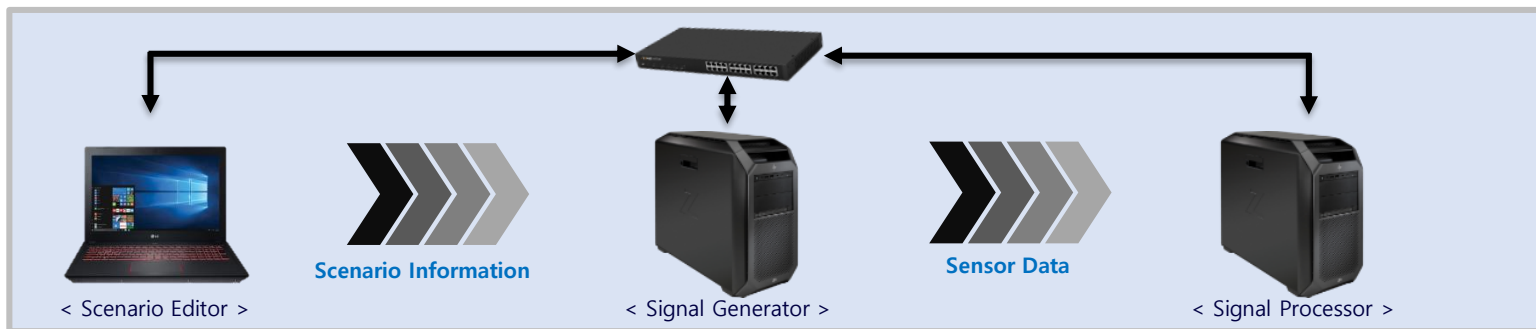 Scenario Information
Sensor Data
< Scenario Editor >
< Signal Generator >
< Signal Processor >